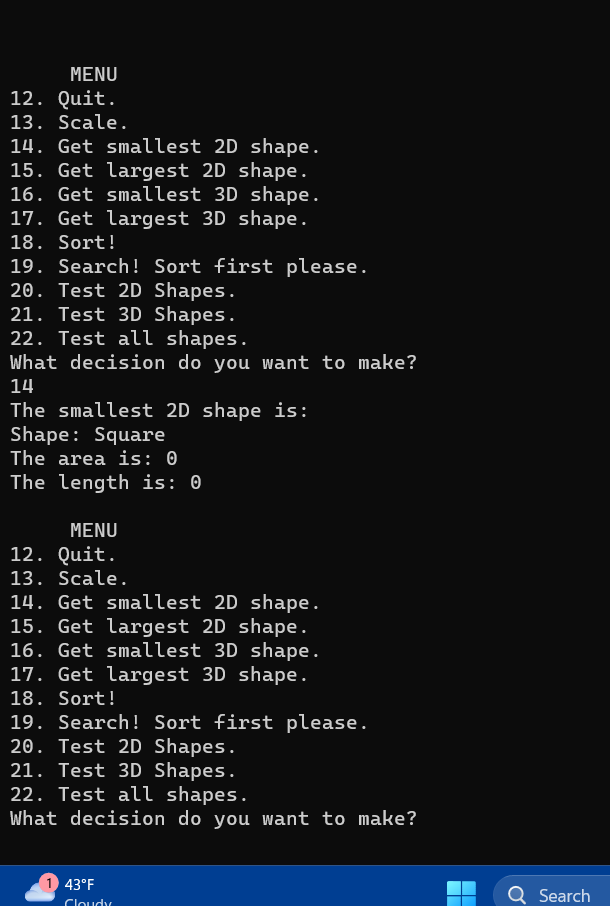 MENU
12. Quit.
13. Scale.
14. Get smallest 2D shape.
15. Get largest 2D shape.
16. Get smallest 3D shape.
17. Get largest 3D shape.
18. Sort!
19. Search! Sort first please.
20. Test 2D Shapes.
21. Test 3D Shapes.
22. Test all shapes.
What decision do you want to make?
14
The smallest 2D shape is:
Shape: Square
The area is: 0
The length is: 0
MENU
12. Quit.
13. Scale.
14. Get smallest 2D shape.
15. Get largest 2D shape.
16. Get smallest 3D shape.
17. Get largest 3D shape.
18. Sort!
19. Search! Sort first please.
20. Test 2D Shapes.
21. Test 3D Shapes.
22. Test all shapes.
What decision do you want to make?
1
43°F
Cloudy
Search